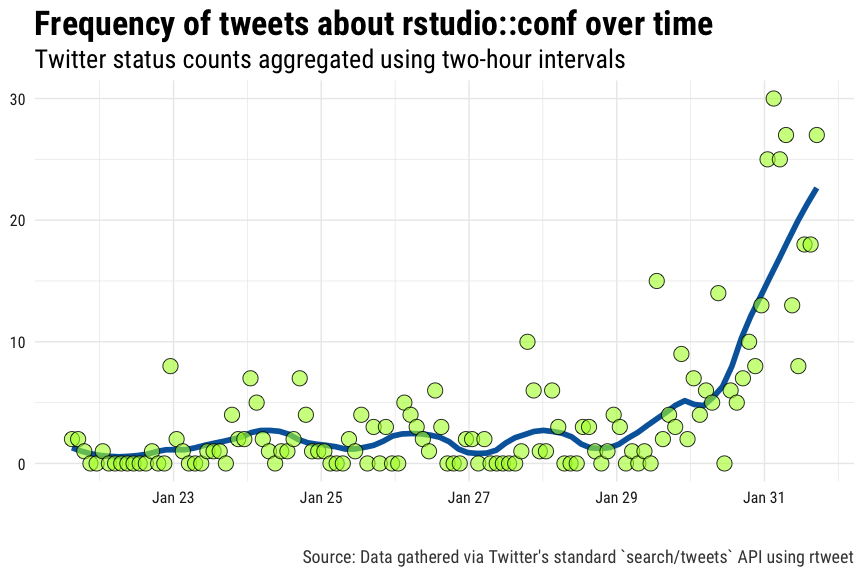 Frequency of tweets about rstudio::conf over time
Twitter status counts aggregated using two-hour intervals
30
20
10
0
Jan 23 Jan 25 Jan 27 Jan 29 Jan 31
Source: Data gathered via Twitter's standard `search/tweets` API using rtweet